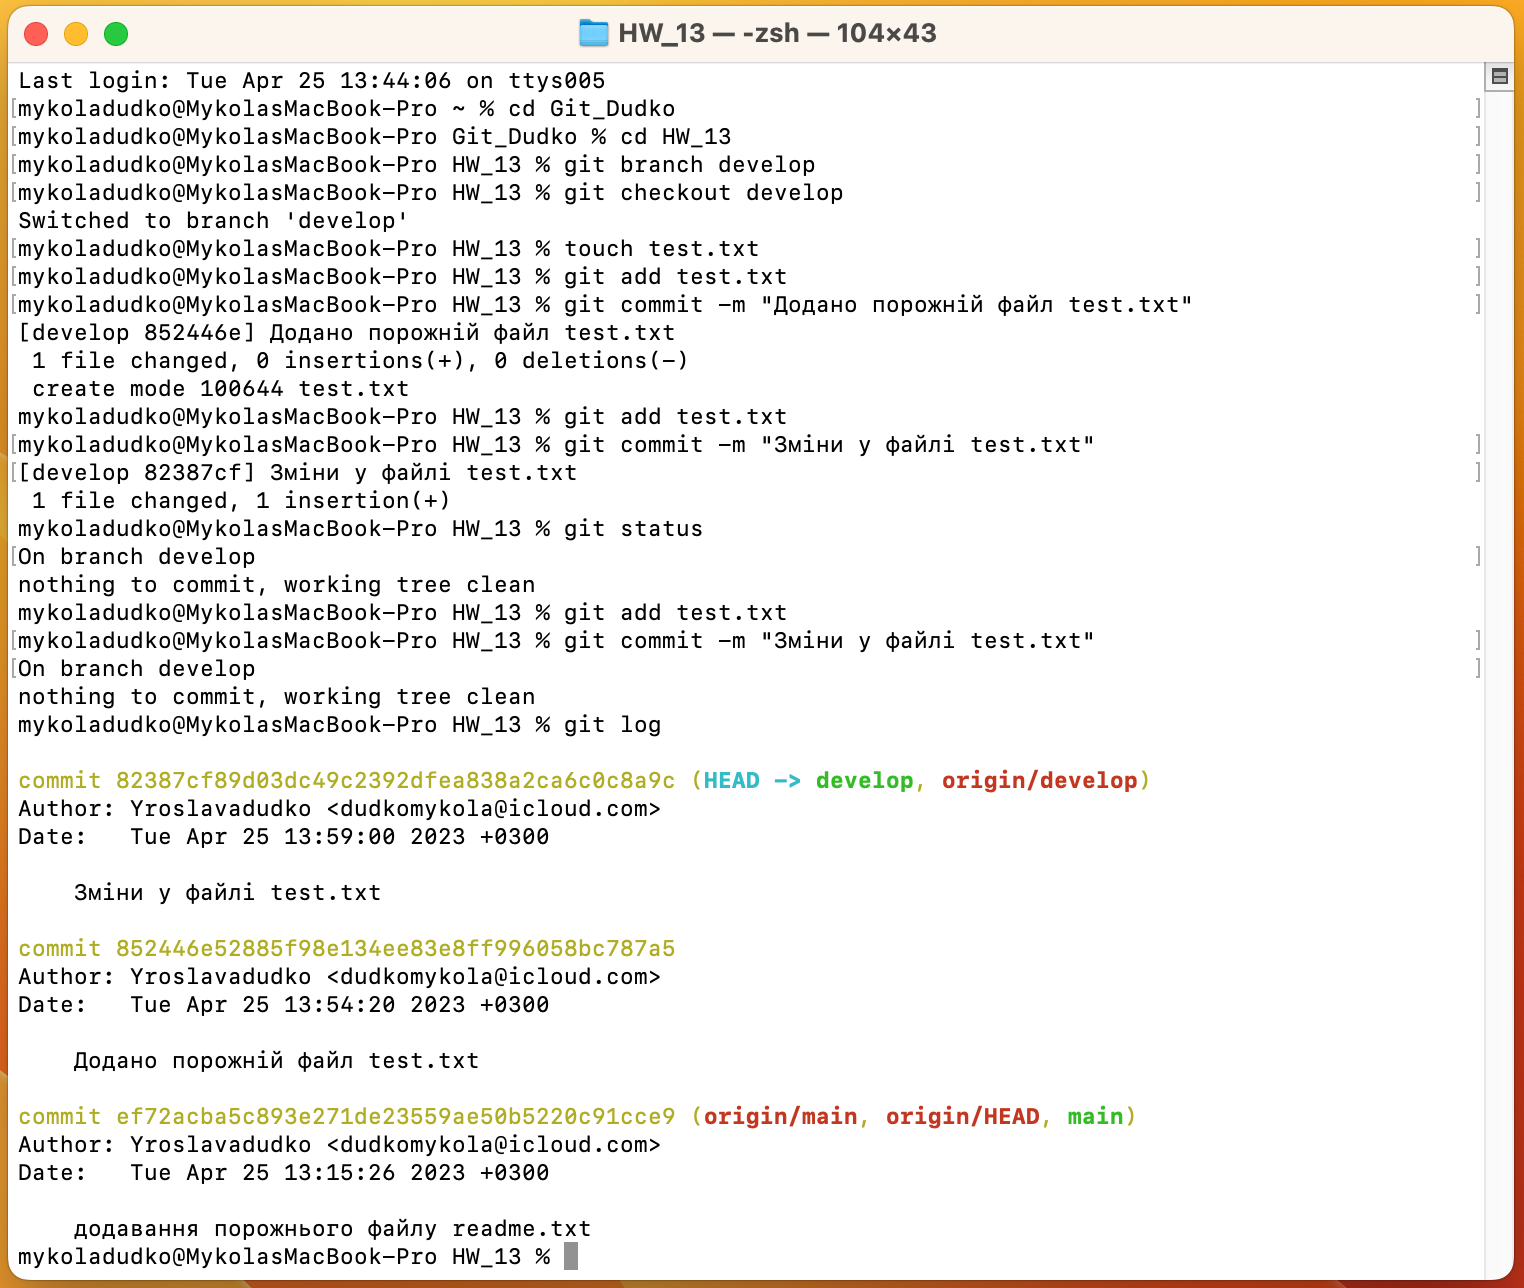 HW_13 — -zsh — 104×43
Last login: Tue Apr 25 13:44:06 on ttys005
[mykoladudko@MykolasMacBook-Pro ~ % cd Git_Dudko ]
[mykoladudko@MykolasMacBook-Pro Git_Dudko % cd HW_13 ]
[mykoladudko@MykolasMacBook-Pro HW_13 % git branch develop ]
[mykoladudko@MykolasMacBook-Pro HW_13 % git checkout develop ]
Switched to branch 'develop'
[mykoladudko@MykolasMacBook-Pro HW_13 % touch test.txt ]
[mykoladudko@MykolasMacBook-Pro HW_13 % git add test.txt ]
[mykoladudko@MykolasMacBook-Pro HW_13 % git commit -m "Додано порожній файл test.txt" ]
[develop 852446e] Додано порожній файл test.txt
 1 file changed, 0 insertions(+), 0 deletions(-)
 create mode 100644 test.txt
mykoladudko@MykolasMacBook-Pro HW_13 % git add test.txt
[mykoladudko@MykolasMacBook-Pro HW_13 % git commit -m "Зміни у файлі test.txt" ]
[[develop 82387cf] Зміни у файлі test.txt ]
 1 file changed, 1 insertion(+)
mykoladudko@MykolasMacBook-Pro HW_13 % git status
[On branch develop ]
nothing to commit, working tree clean
mykoladudko@MykolasMacBook-Pro HW_13 % git add test.txt
[mykoladudko@MykolasMacBook-Pro HW_13 % git commit -m "Зміни у файлі test.txt" ]
[On branch develop ]
nothing to commit, working tree clean
mykoladudko@MykolasMacBook-Pro HW_13 % git log
commit 82387cf89d03dc49c2392dfea838a2ca6c0c8a9c (HEAD -> develop, origin/develop)
Author: Yroslavadudko <dudkomykola@icloud.com>
Date:   Tue Apr 25 13:59:00 2023 +0300
    Зміни у файлі test.txt
commit 852446e52885f98e134ee83e8ff996058bc787a5
Author: Yroslavadudko <dudkomykola@icloud.com>
Date:   Tue Apr 25 13:54:20 2023 +0300
    Додано порожній файл test.txt
commit ef72acba5c893e271de23559ae50b5220c91cce9 (origin/main, origin/HEAD, main)
Author: Yroslavadudko <dudkomykola@icloud.com>
Date:   Tue Apr 25 13:15:26 2023 +0300
    додавання порожнього файлу readme.txt
mykoladudko@MykolasMacBook-Pro HW_13 %